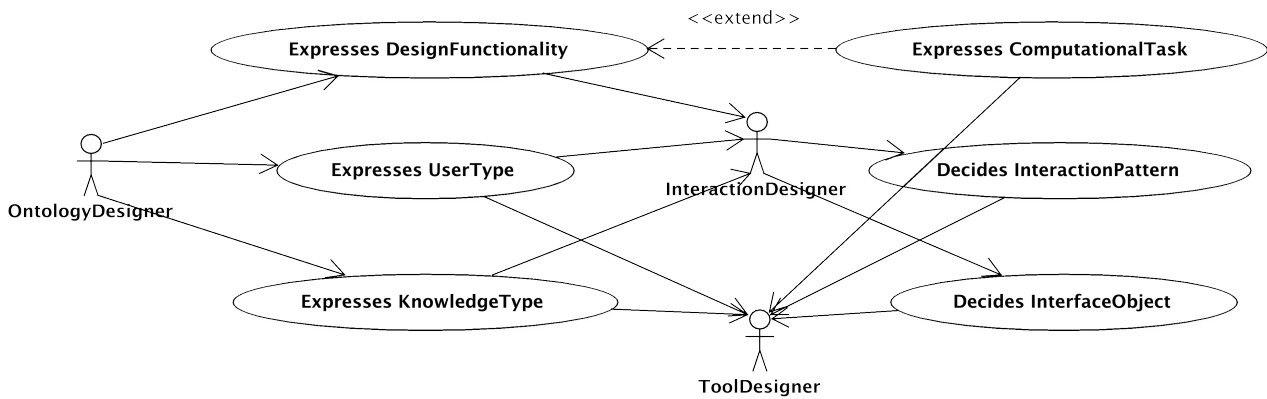 <<extend>>
Expresses DesignFunctionality
Expresses ComputationalTask
Expresses UserType
InteractionDesigner
Decides InteractionPattern
OntologyDesigner
Expresses KnowledgeType
Decides InterfaceObject
ToolDesigner